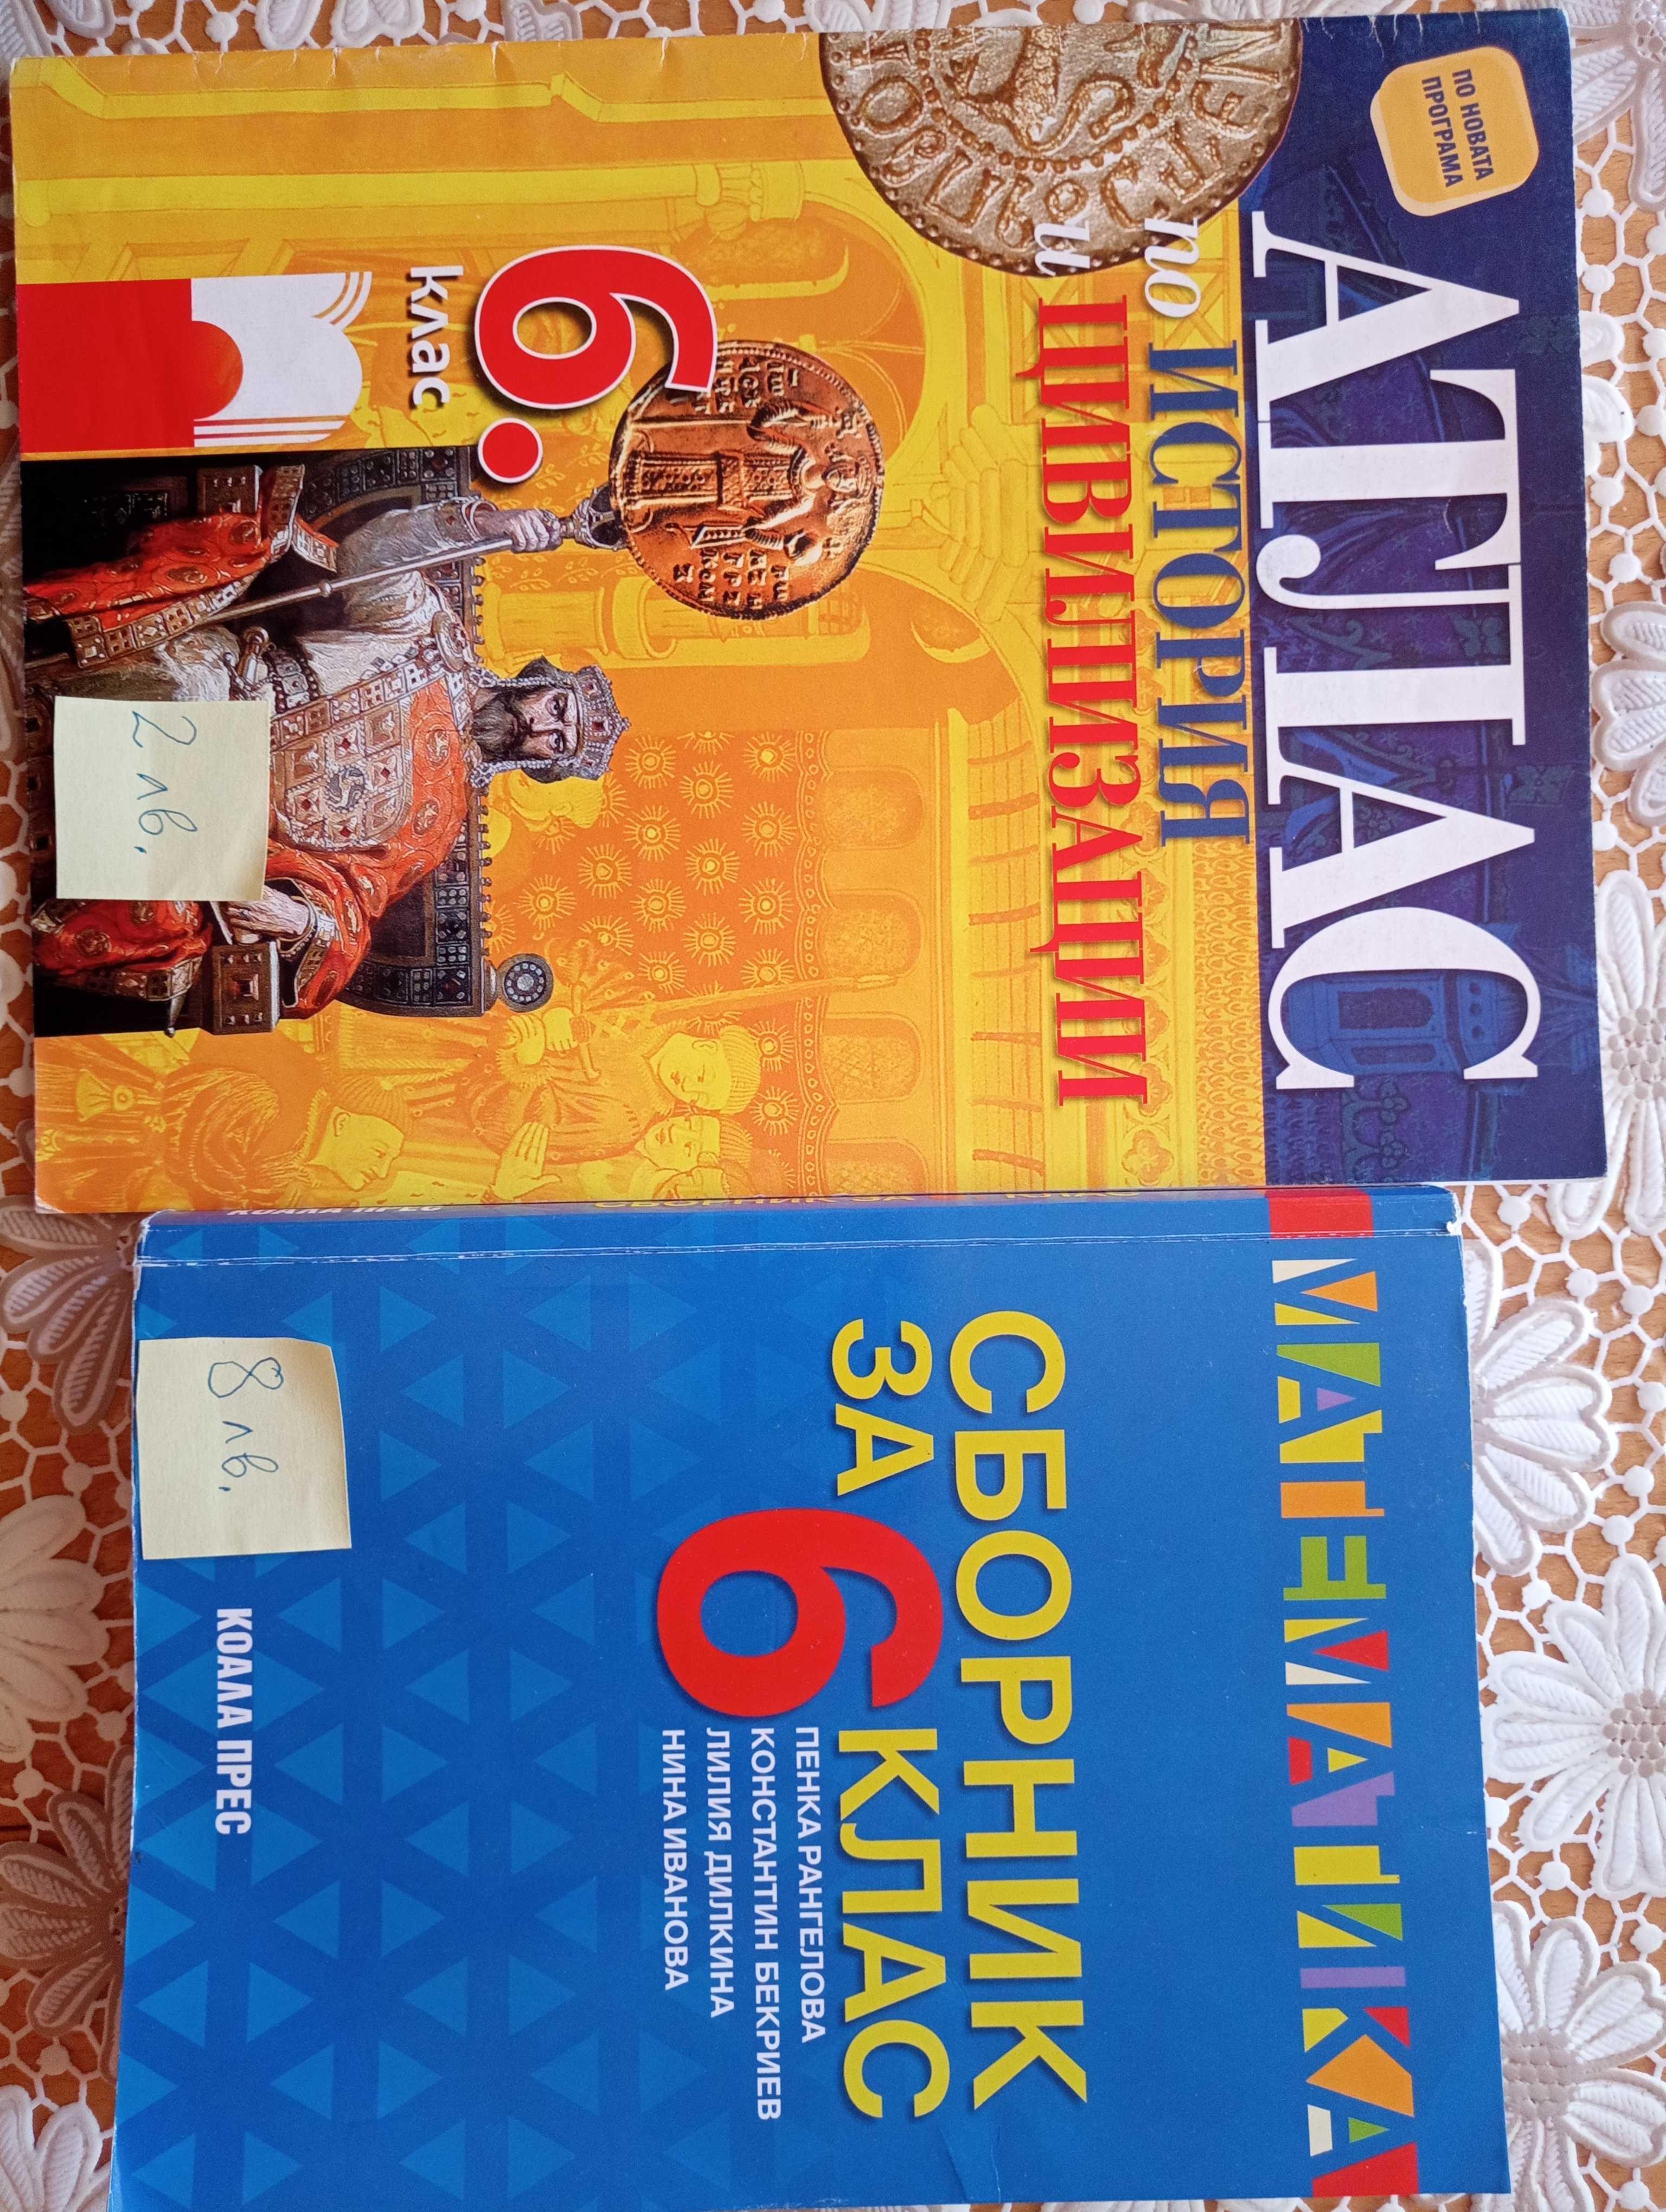 ПО НОВАТА
ПРОГРАМА
АТЛАС
по ИСТОРИЯ
и ЦИВИЛИЗАЦИИ
6.
клас
2 лв.
МАТЕМАТИКА
СБОРНИК
ЗА 6 КЛАС
ПЕНКА РАНГЕЛОВА
КОНСТАНТИН БЕКРИЕВ
ЛИЛИЯ ДИЛКИНА
НИНА ИВАНОВА
8 лв.
КОАЛА ПРЕС